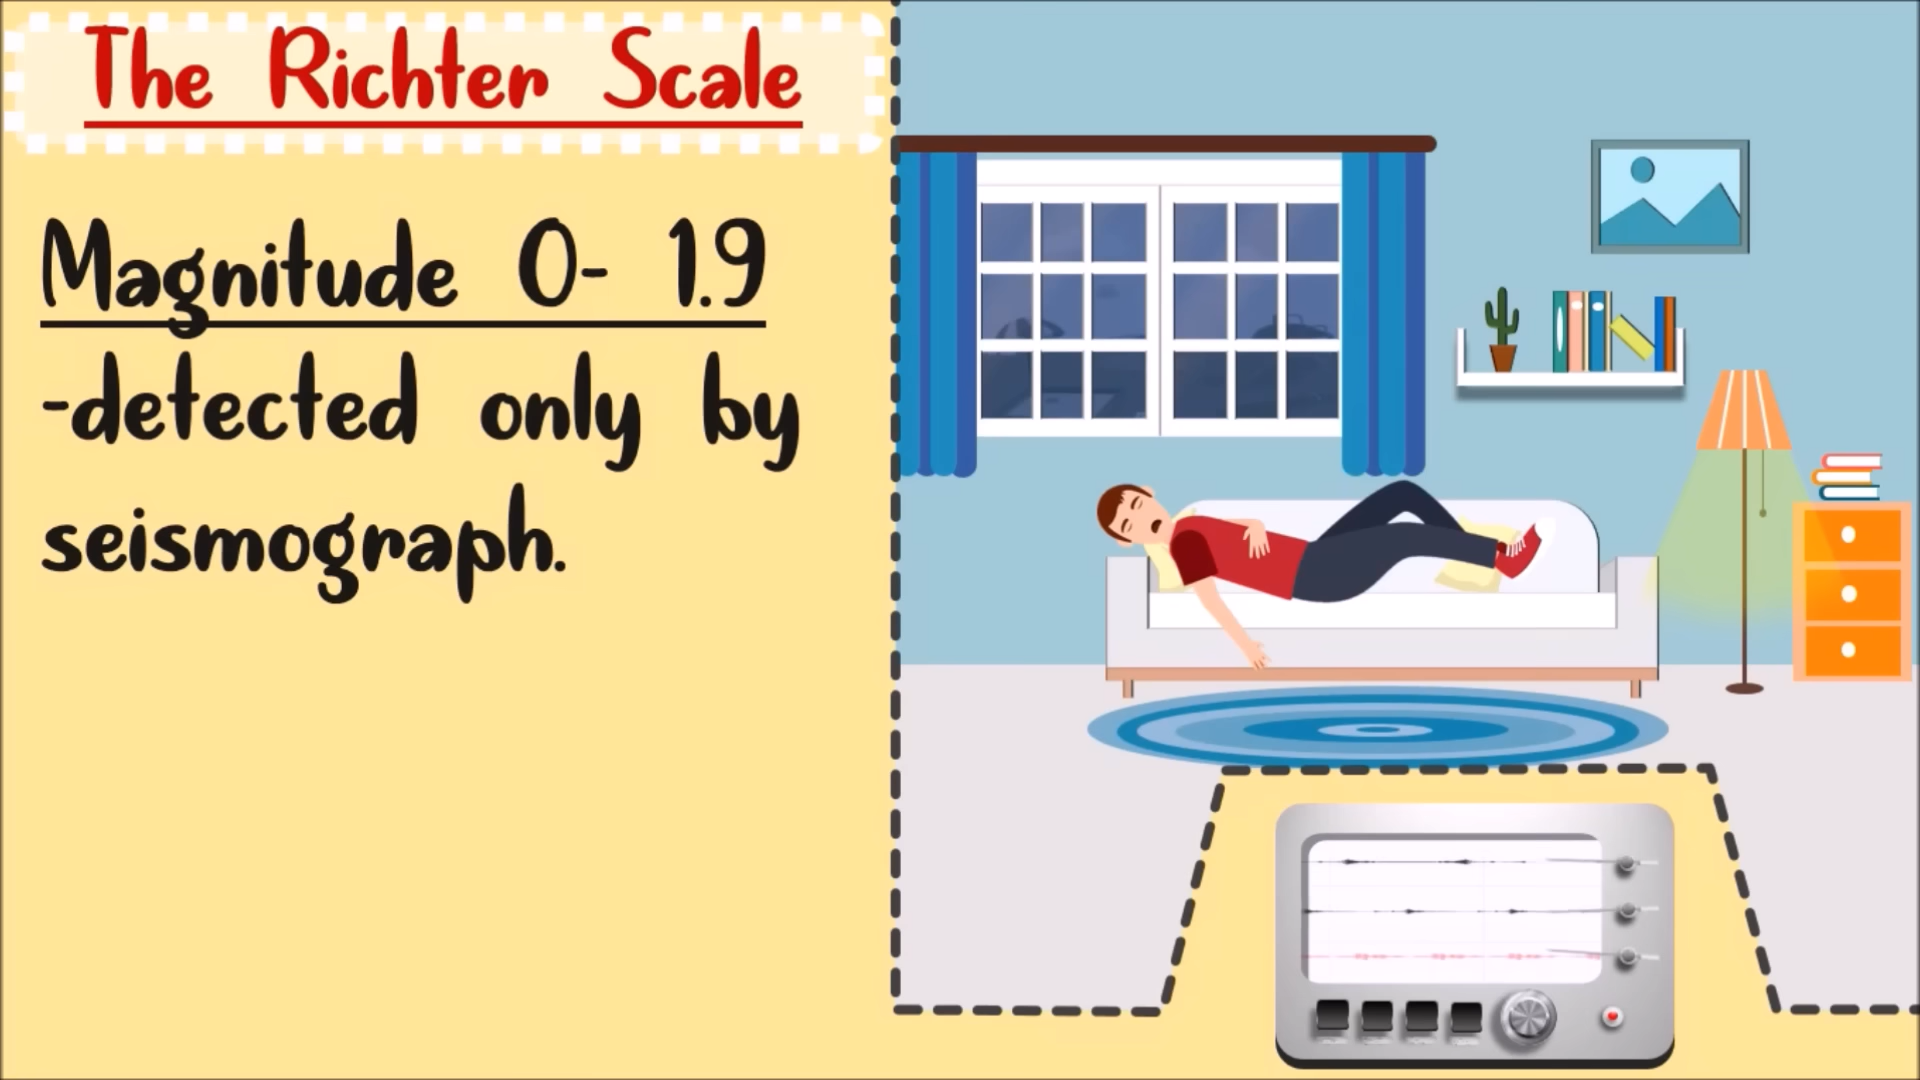 The Richter Scale
Magnitude 0- 1.9
-detected only by
seismograph.